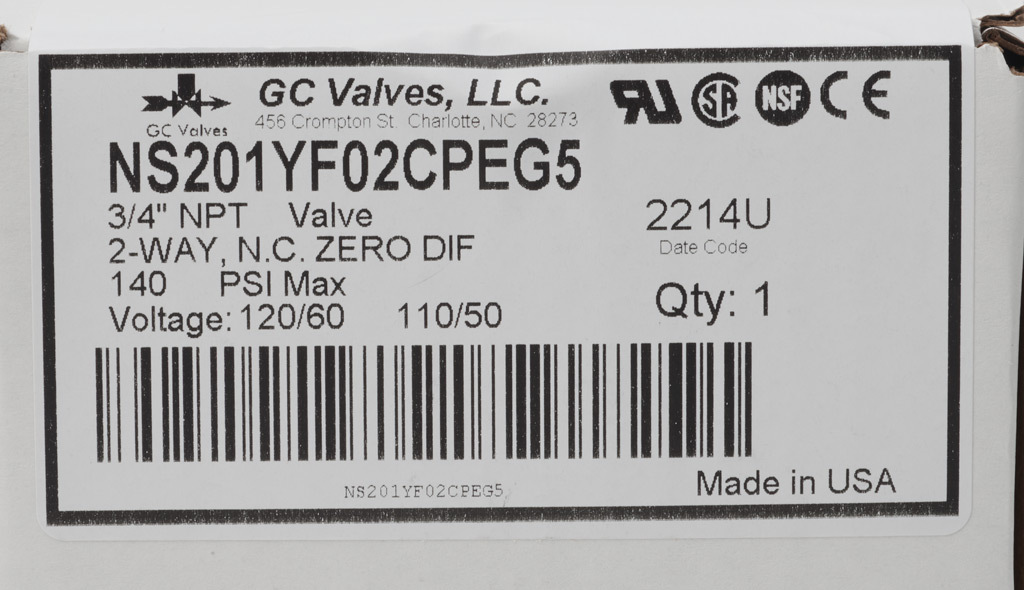 GC Valves, LLC.
456 Crompton St. Charlotte, NC 28273
GC Valves
SA NSF CE
NS201YF02CPEG5
3/4" NPT Valve
2-WAY, N.C. ZERO DIF
140 PSI Max
Voltage: 120/60 110/50
2214U
Date Code
Qty: 1
NS201YF02CPEG5
Made in USA